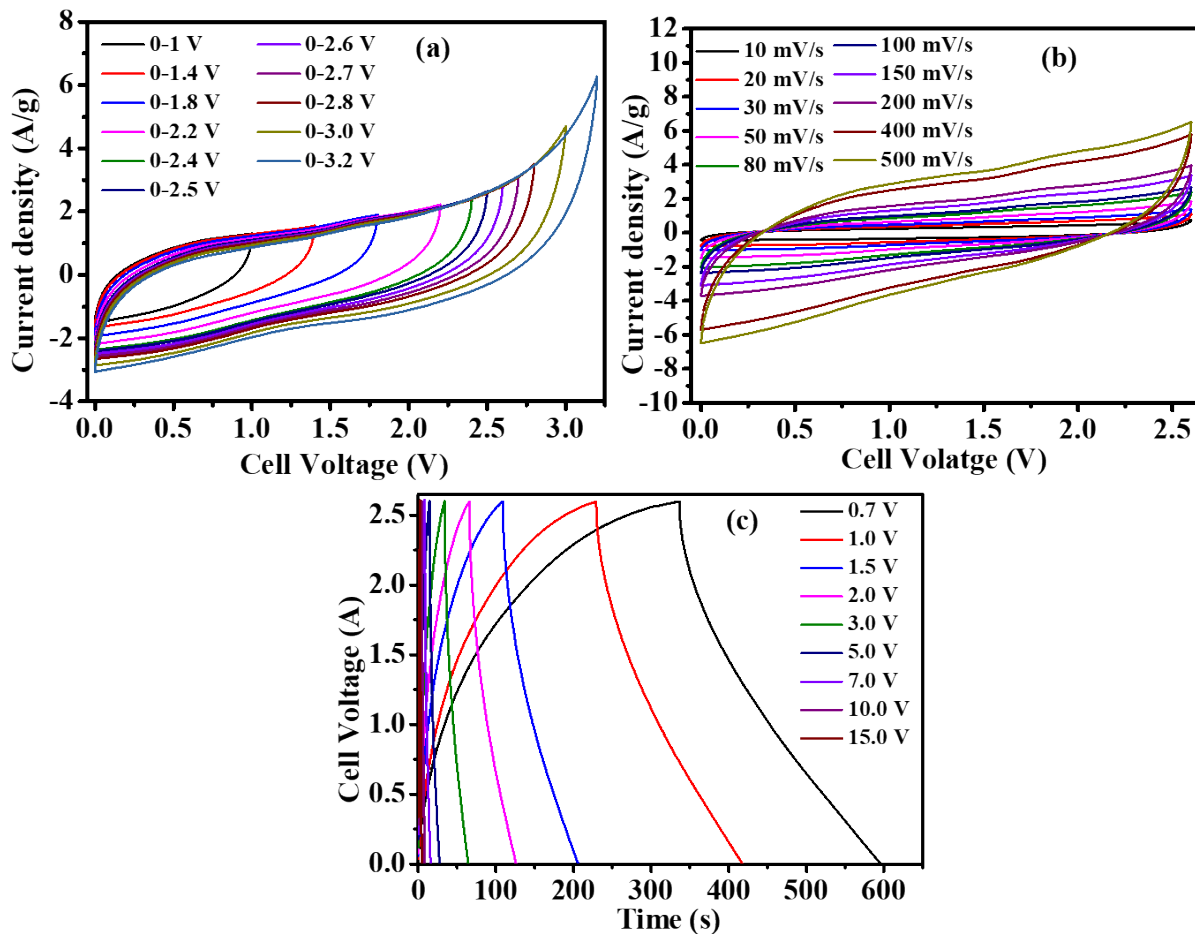 (a)
0-1 V
0-1.4 V
0-1.8 V
0-2.2 V
0-2.4 V
0-2.5 V
0-2.6 V
0-2.7 V
0-2.8 V
0-3.0 V
0-3.2 V
8
6
4
2
0
-2
-4
Current density (A/g)
0.0 0.5 1.0 1.5 2.0 2.5 3.0
Cell Voltage (V)
(b)
10 mV/s
20 mV/s
30 mV/s
50 mV/s
80 mV/s
100 mV/s
150 mV/s
200 mV/s
400 mV/s
500 mV/s
12
10
8
6
4
2
0
-2
-4
-6
-8
-10
Current density (A/g)
0.0 0.5 1.0 1.5 2.0 2.5
Cell Volatge (V)
(c)
0.7 V
1.0 V
1.5 V
2.0 V
3.0 V
5.0 V
7.0 V
10.0 V
15.0 V
2.5
2.0
1.5
1.0
0.5
0.0
Cell Voltage (A)
0 100 200 300 400 500 600
Time (s)